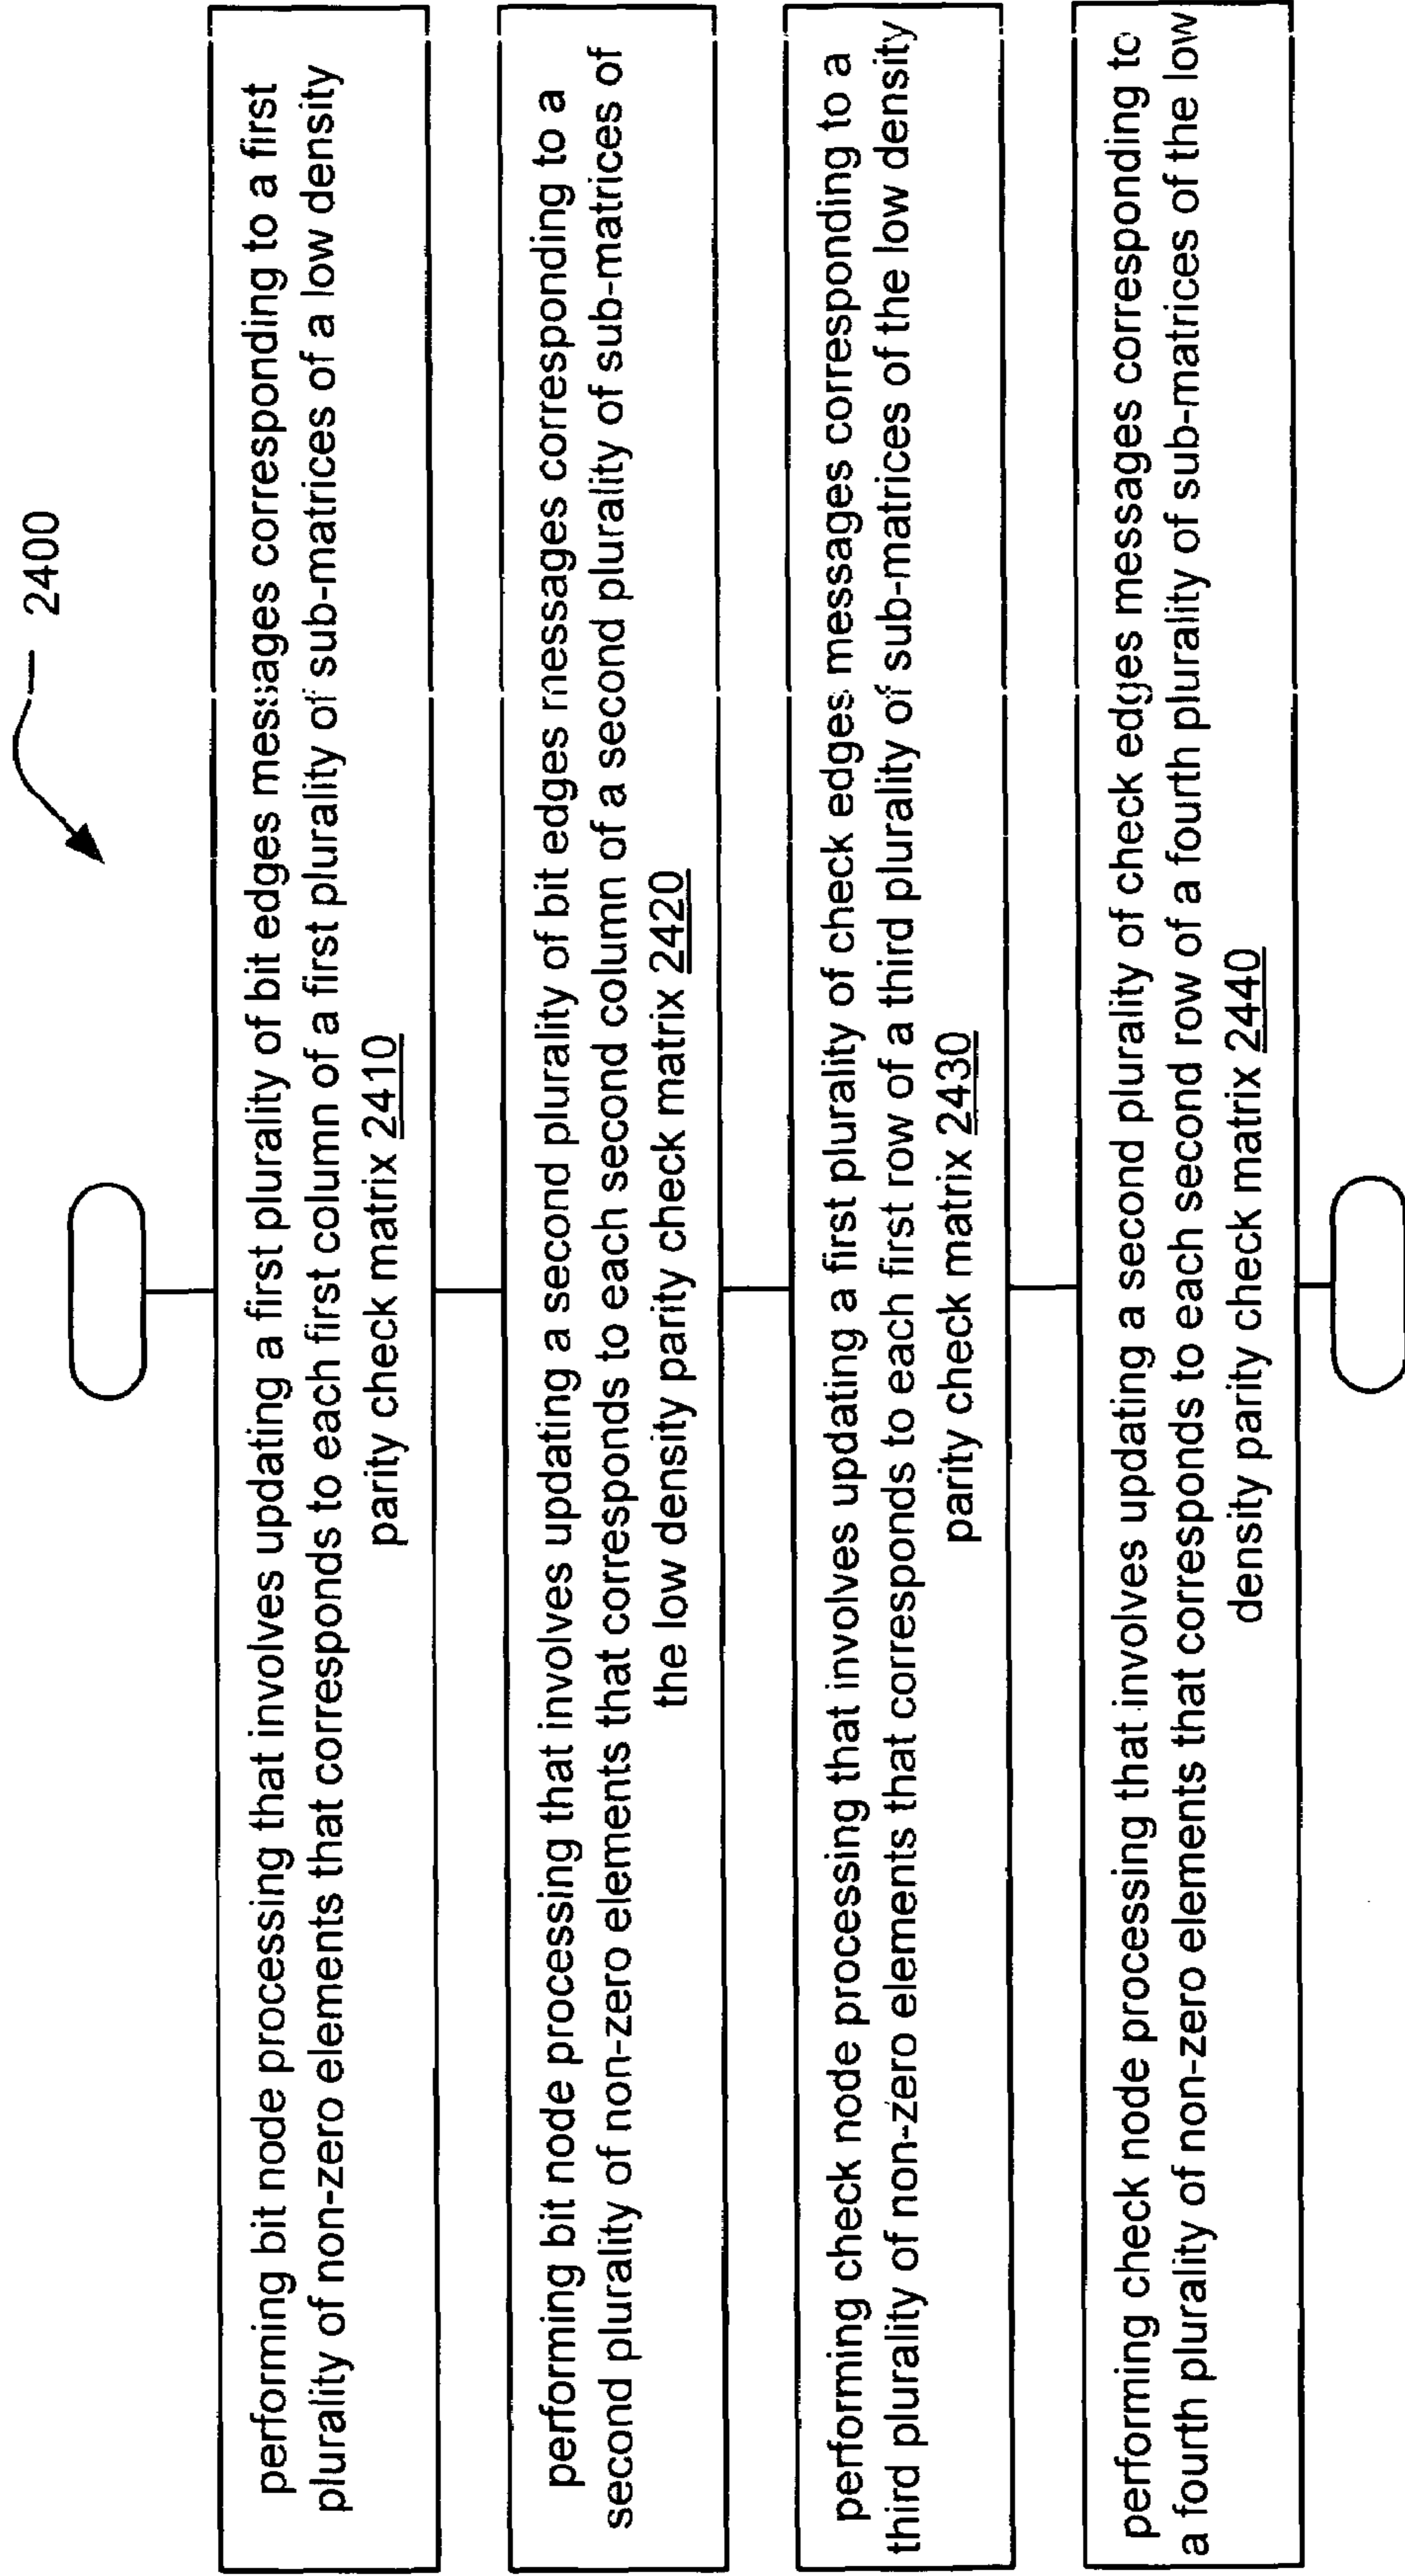 2400
performing bit node processing that involves updating a first plurality of bit edges messages corresponding to a first
plurality of non-zero elements that corresponds to each first column of a first plurality of sub-matrices of a low density
parity check matrix 2410
performing bit node processing that involves updating a second plurality of bit edges messages corresponding to a
second plurality of non-zero elements that corresponds to each second column of a second plurality of sub-matrices of
the low density parity check matrix 2420
performing check node processing that involves updating a first plurality of check edges messages corresponding to a
third plurality of non-zero elements that corresponds to each first row of a third plurality of sub-matrices of the low density
parity check matrix 2430
performing check node processing that involves updating a second plurality of check edges messages corresponding to
a fourth plurality of non-zero elements that corresponds to each second row of a fourth plurality of sub-matrices of the low
density parity check matrix 2440